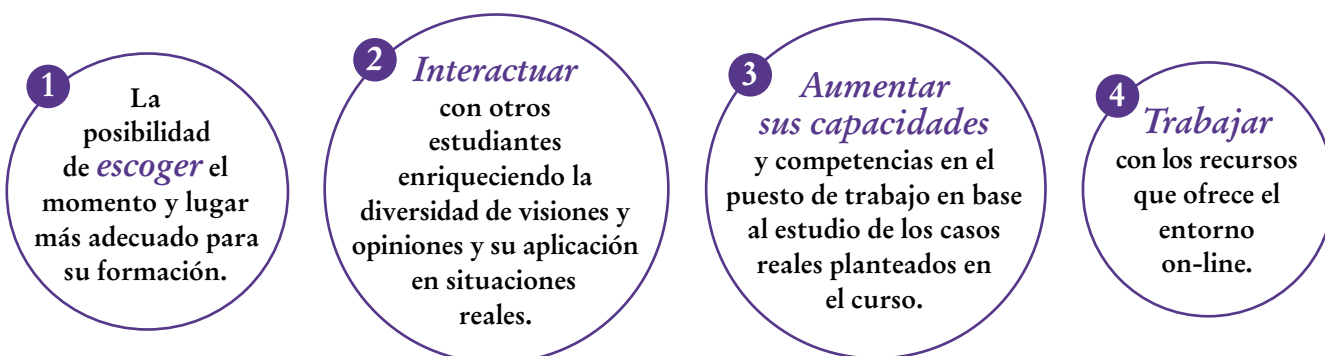 1
La
posibilidad
de escoger el
momento y lugar
más adecuado para
su formación.
2
Interactuar
con otros
estudiantes
enriqueciendo la
diversidad de visiones y
opiniones y su aplicación
en situaciones
reales.
3
Aumentar
sus capacidades
y competencias en el
puesto de trabajo en base
al estudio de los casos
reales planteados en
el curso.
4
Trabajar
con los recursos
que ofrece el
entorno
on-line.